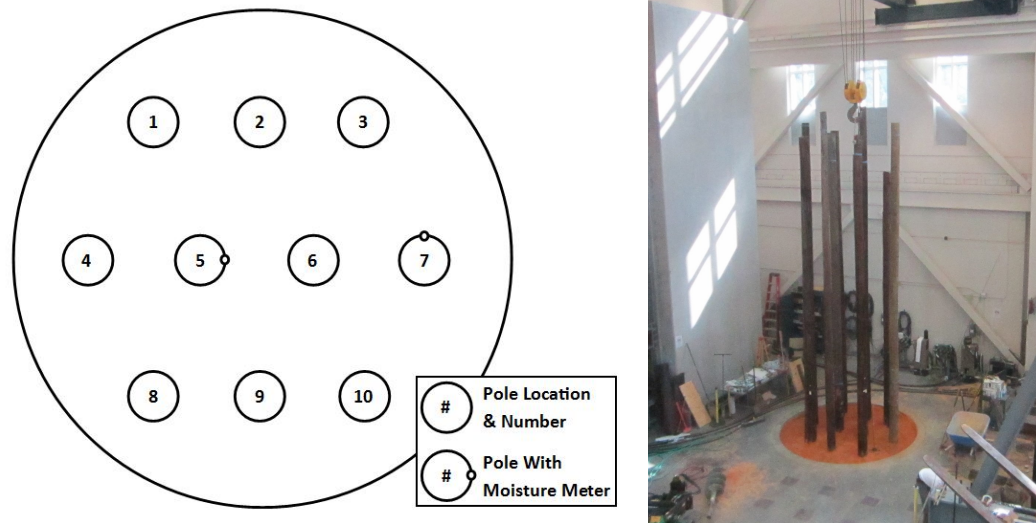 1 2 3
4 5 6 7
8 9 10
# Pole Location
& Number
# Pole With
Moisture Meter